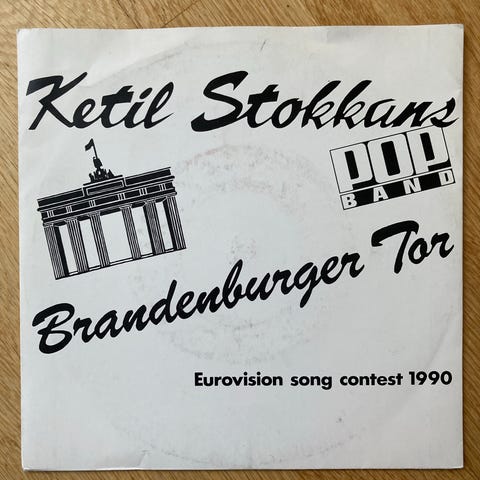 Ketil Stokkans
POP
BAND
Brandenburger Tor
Eurovision song contest 1990